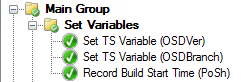 Main Group
Set Variables
Set TS Variable (OSDVer)
Set TS Variable (OSDBranch)
Record Build Start Time (PoSh)